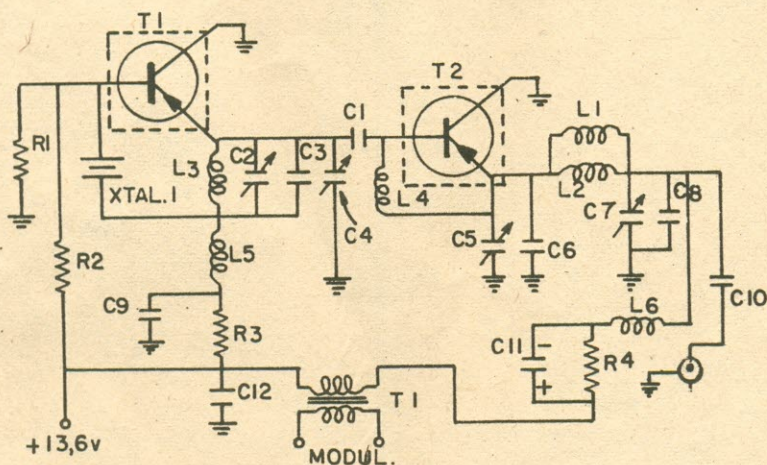 T1
T2
R1
XTAL.1
L3
C2
C3
C1
L1
L2
L4
C4
C5
C6
C7
C8
R2
L5
C9
R3
C10
L6
C11
-
+
R4
C12
T1
+13,6v
MODUL.